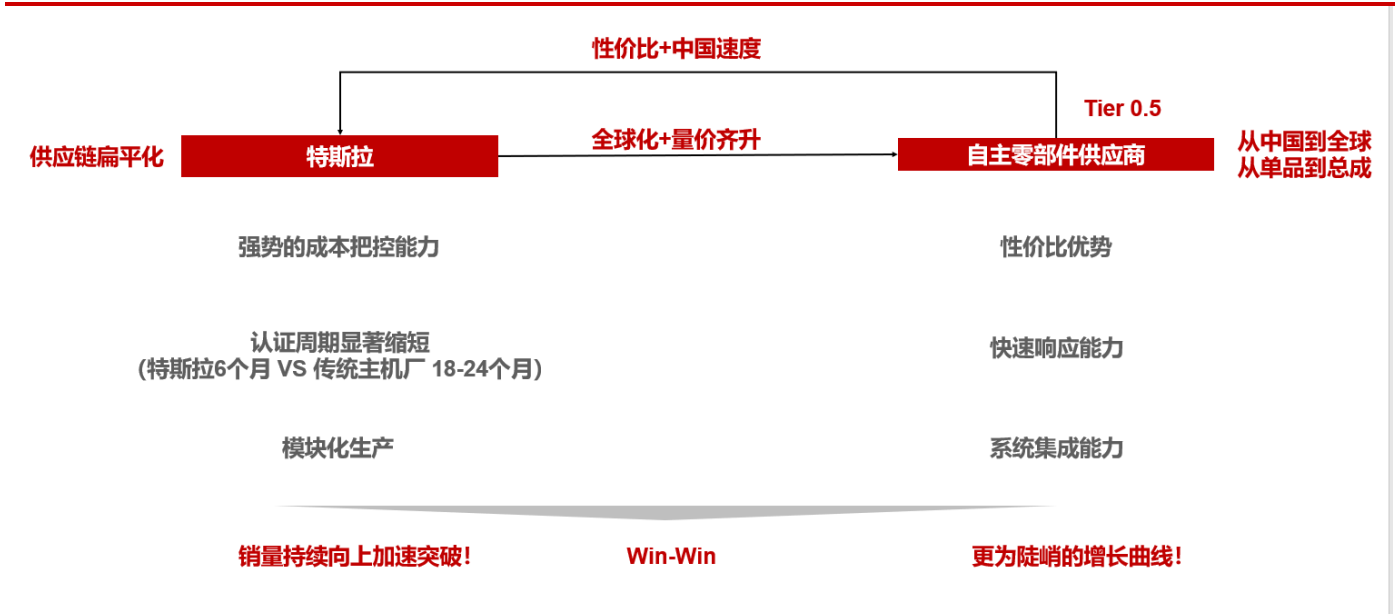 性价比+中国速度
Tier 0.5
供应链扁平化
特斯拉
全球化+量价齐升
自主零部件供应商
从中国到全球
从单品到总成
强势的成本把控能力
性价比优势
认证周期显著缩短
(特斯拉6个月 VS 传统主机厂 18-24个月)
快速响应能力
模块化生产
系统集成能力
销量持续向上加速突破！
Win-Win
更为陡峭的增长曲线！